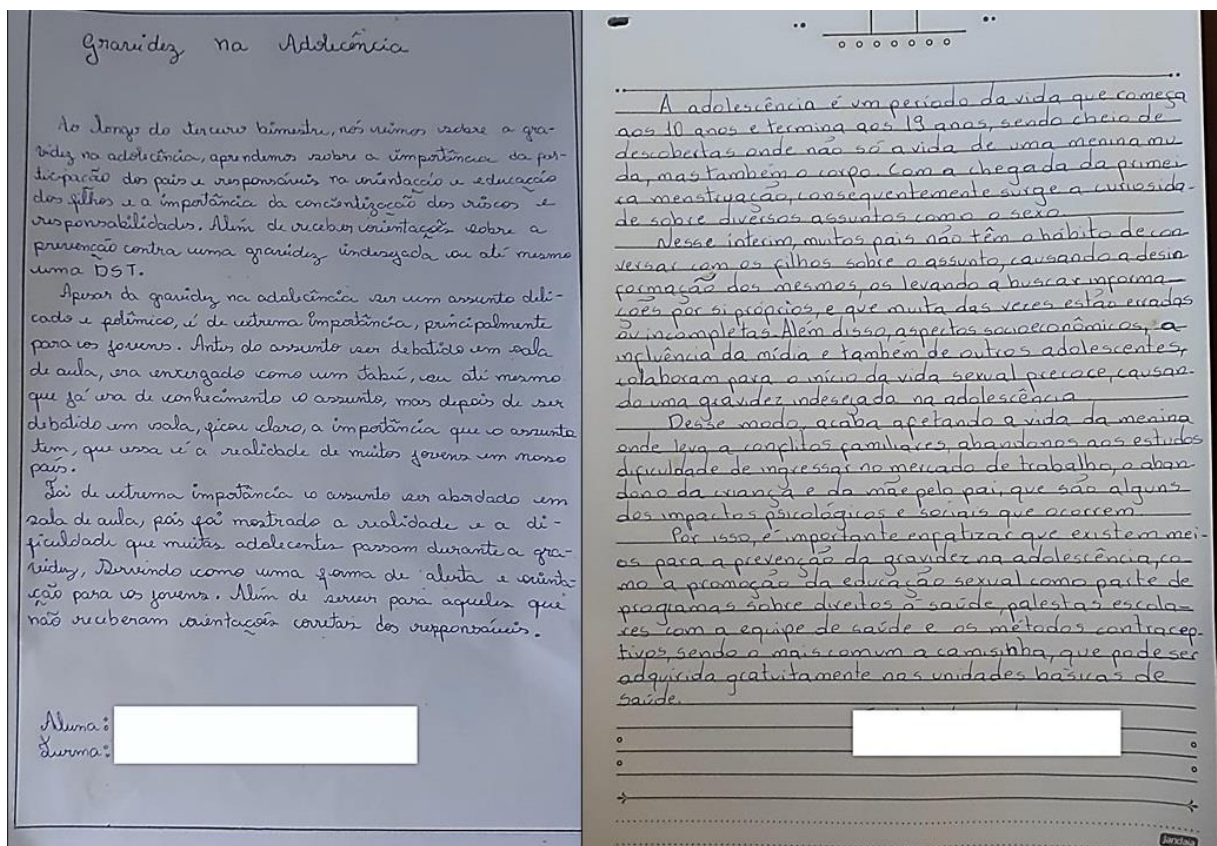 Gravidez na Adolecência
Ao longo do terceiro bimestre, nós vimos sobre a gra-
videz na adolecência, aprendemos sobre a importância da par-
ticipação dos pais e responsáveis na orientação e educação
dos filhos e a importância da concientização dos riscos e
responsabilidades. Além de receber orientação sobre a
prevenção contra uma gravidez indesejada ou até mesmo
uma DST.
Apesar da gravidez na adolecência ser um assunto deli-
cado e polêmico, é de extrema importância, principalmente
para os jovens. Antes do assunto ser debatido em sala
de aula, era enxergado como um tabú, ou até mesmo
que já era de conhecimento o assunto, mas depois de ser
debatido em sala, ficou claro, a importância que o assunto
tem, que essa é a realidade de muitos jovens em nosso
país.
Foi de extrema importância o assunto ser abordado em
sala de aula, pois foi mostrado a realidade e a di-
ficuldade que muitas adolecentes passam durante a gra-
videz, Servindo como uma forma de alerta e orienta-
ção para os jovens. Além de servir para aqueles que
não receberam orientações corretas dos responsáveis.
Aluna:
Turma:
A adolescência é um período da vida que começa
aos 10 anos e termina aos 19 anos, sendo cheio de
descobertas onde não só a vida de uma menina mu
da, mas também o corpo. Com a chegada da primei
ra menstruação, consequentemente surge a curiosida-
de sobre diversos assuntos como o sexo.
Nesse interim, muitos pais não têm o hábito de con
versar com os filhos sobre o assunto, causando a desin
formação dos mesmos, os levando a buscar informa-
ções por si próprios, e que muita das vezes estão erradas
ou incompletas. Além disso, aspectos socioeconômicos, a
influência da mídia e também de outros adolescentes,
colaboram para o início da vida sexual precoce, causan-
do uma gravidez indesejada na adolescência.
Desse modo, acaba afetando a vida da menina
onde leva a conflitos familiares, abandonos aos estudos
dificuldade de ingressar no mercado de trabalho, o aban
dono da criança e da mãe pelo pai, que são alguns
dos impactos psicológicos e sociais que ocorrem
Por isso, é importante enfatizar que existem mei-
os para a prevenção da gravidez na adolescência, co-
mo a promoção da educação sexual como parte de
programas sobre direitos à saúde, palestas escola-
res com a equipe de saúde e os métodos contracep-
tivos, sendo o mais comum a camisinha, que pode ser
adquirida gratuitamente nas unidades básicas de
saúde.
jandaia